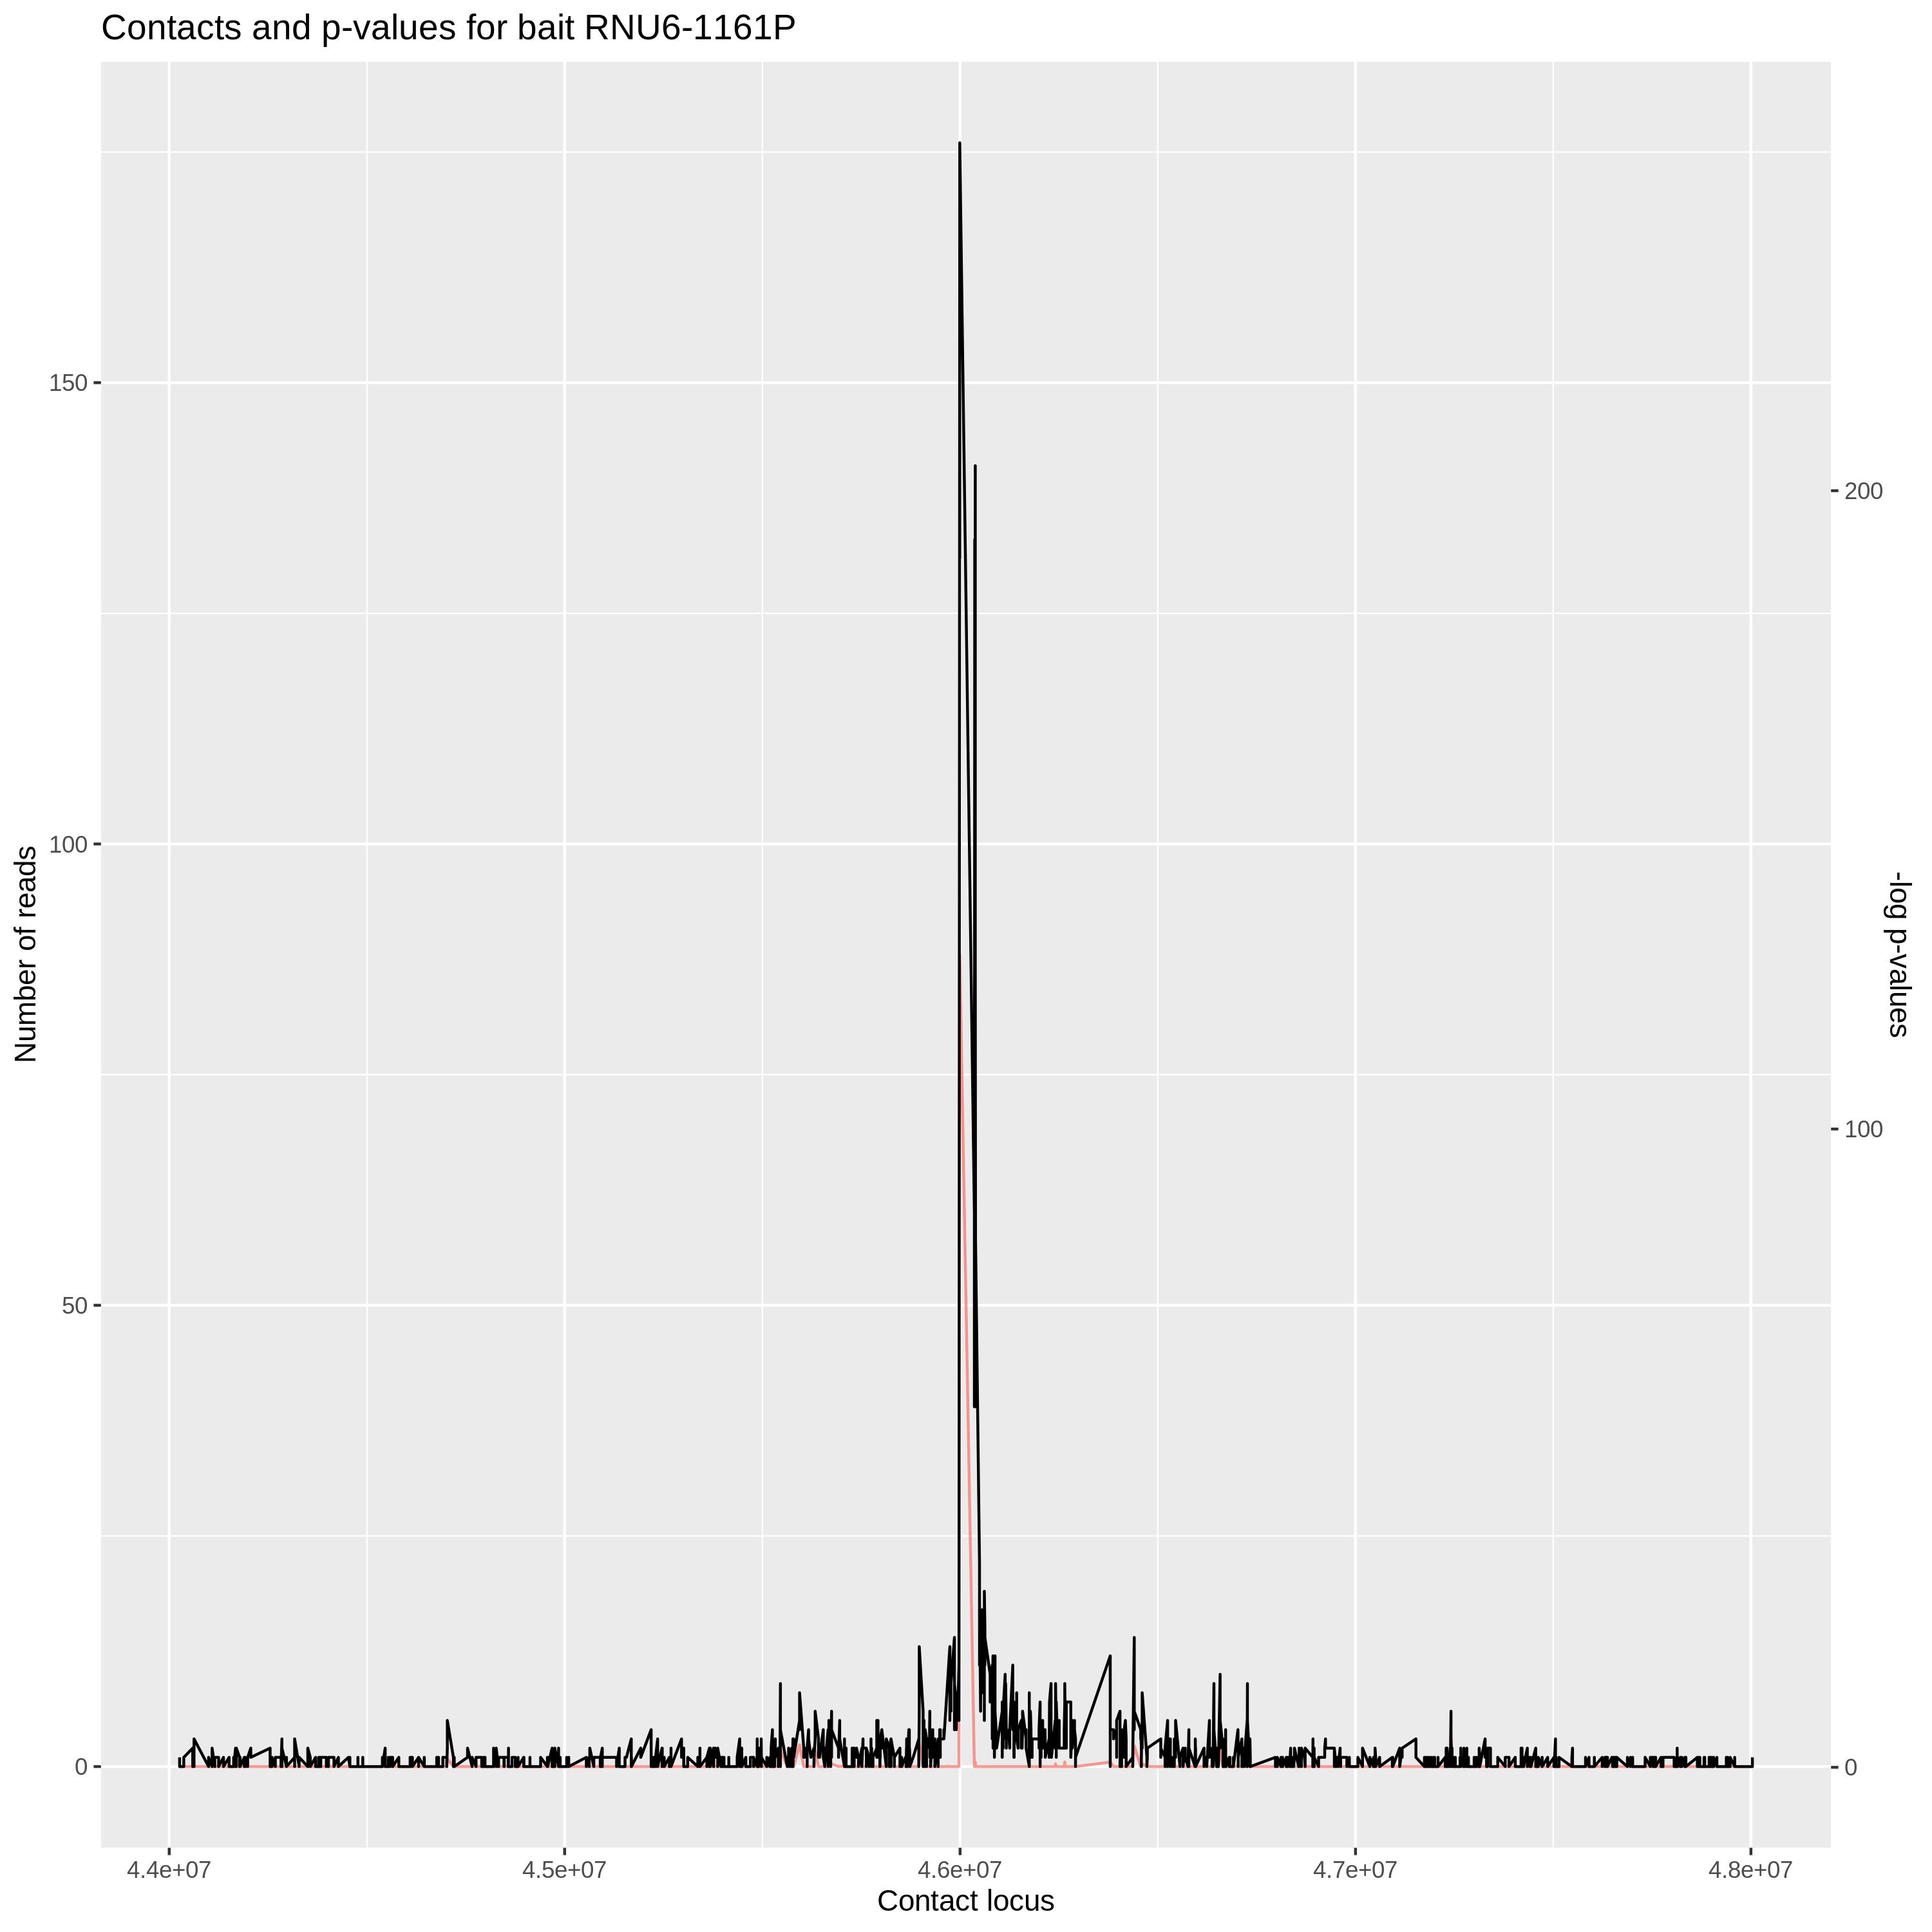 Contacts and p-values for bait RNU6-1161P
Number of reads
150
100
50
0
200
100
0
-log p-values
4.4e+07
4.5e+07
4.6e+07
4.7e+07
4.8e+07
Contact locus